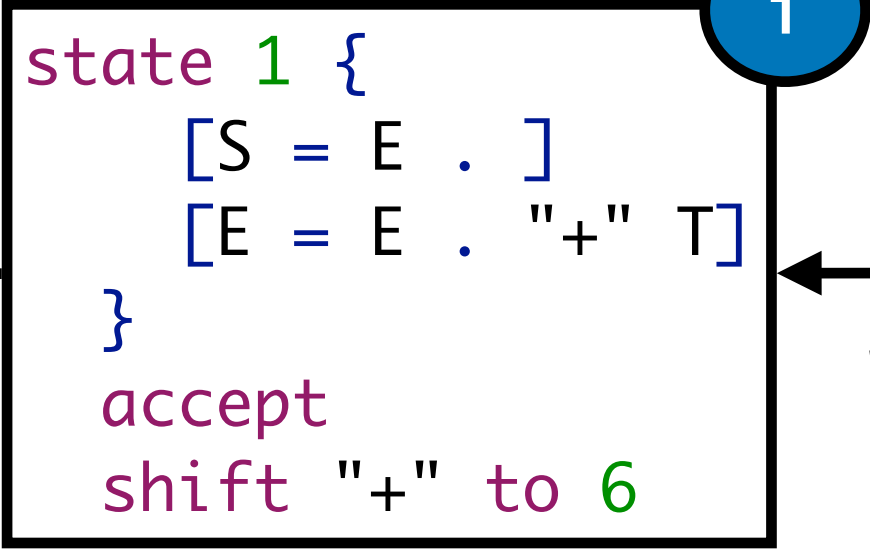 state 1 {
[S = E . ]
[E = E . "+" T]
}
accept
shift "+" to 6